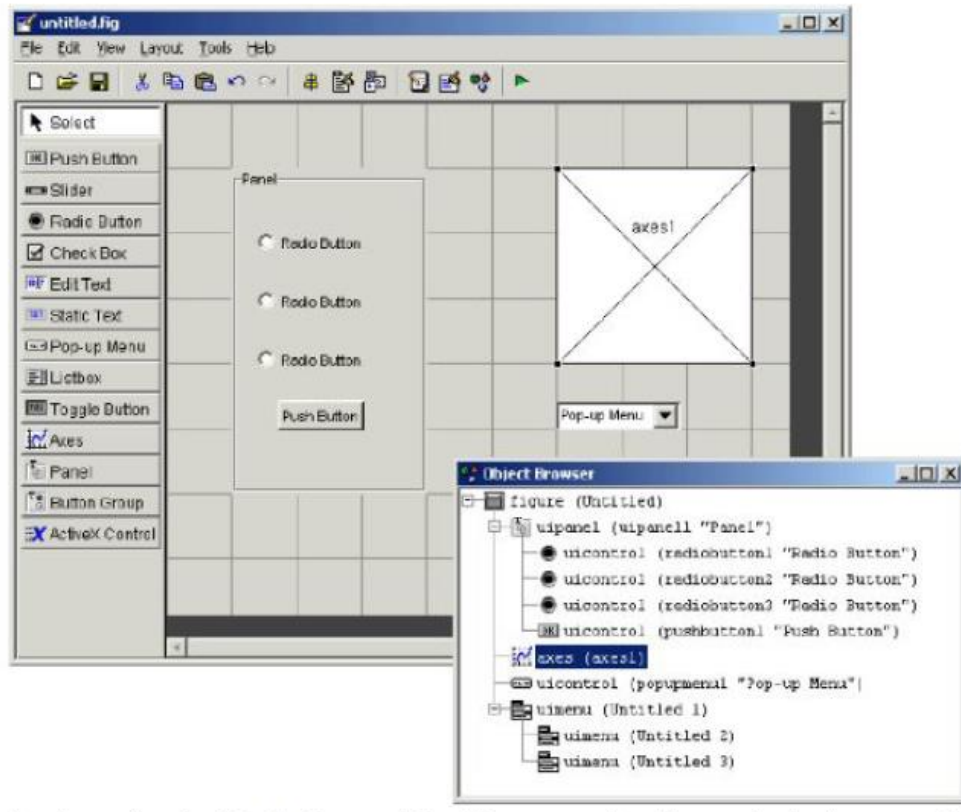 untitled.fig
File Edit View Layout Tools Help
Select
Push Button
Slider
Radio Button
Check Box
Edit Text
Static Text
Pop-up Menu
Listbox
Toggle Button
Axes
Panel
Button Group
ActiveX Control
Panel
Radio Button
Radio Button
Radio Button
Push Button
axes1
Pop-up Menu
Object Browser
figure (Untitled)
uipanel (uipanel1 "Panel")
uicontrol (radiobutton1 "Radio Button")
uicontrol (radiobutton2 "Radio Button")
uicontrol (radiobutton3 "Radio Button")
uicontrol (pushbutton1 "Push Button")
axes (axes1)
uicontrol (popupmenu1 "Pop-up Menu"
uimenu (Untitled 1)
uimenu (Untitled 2)
uimenu (Untitled 3)